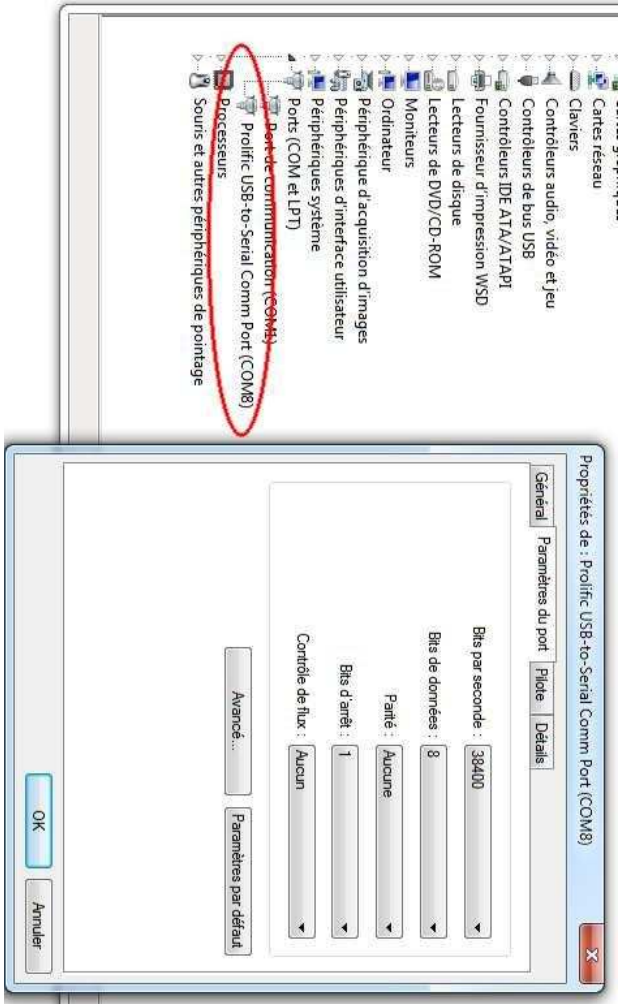 Cartes réseau
Claviers
Contrôleurs audio, vidéo et jeu
Contrôleurs de bus USB
Contrôleurs IDE ATA/ATAPI
Fournisseur d'impression WSD
Lecteurs de disque
Lecteurs de DVD/CD-ROM
Moniteurs
Ordinateur
Périphérique d'acquisition d'images
Périphériques d'interface utilisateur
Périphériques système
Ports (COM et LPT)
Port de communication (COM1)
Prolific USB-to-Serial Comm Port (COM8)
Processeurs
Souris et autres périphériques de pointage
Propriétés de : Prolific USB-to-Serial Comm Port (COM8)
Général Paramètres du port Pilote Détails
Bits par seconde : 38400
Bits de données : 8
Parité : Aucune
Bits d'arrêt : 1
Contrôle de flux : Aucun
Avancé... Paramètres par défaut
OK Annuler